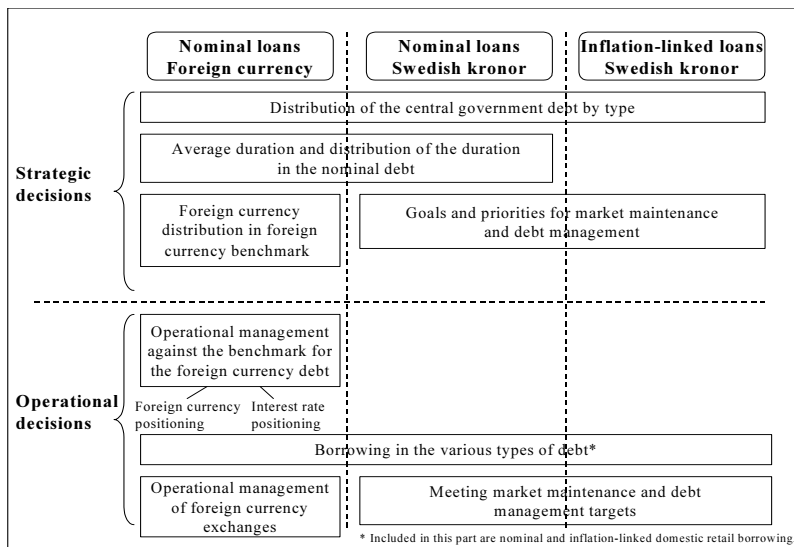 Nominal loans
Foreign currency
Nominal loans
Swedish kronor
Inflation-linked loans
Swedish kronor
Strategic
decisions
Distribution of the central government debt by type
Average duration and distribution of the duration
in the nominal debt
Foreign currency
distribution in foreign
currency benchmark
Goals and priorities for market maintenance
and debt management
Operational
decisions
Operational management
against the benchmark for
the foreign currency debt
Foreign currency
positioning
Interest rate
positioning
Borrowing in the various types of debt*
Operational management
of foreign currency
exchanges
Meeting market maintenance and debt
management targets
* Included in this part are nominal and inflation-linked domestic retail borrowing